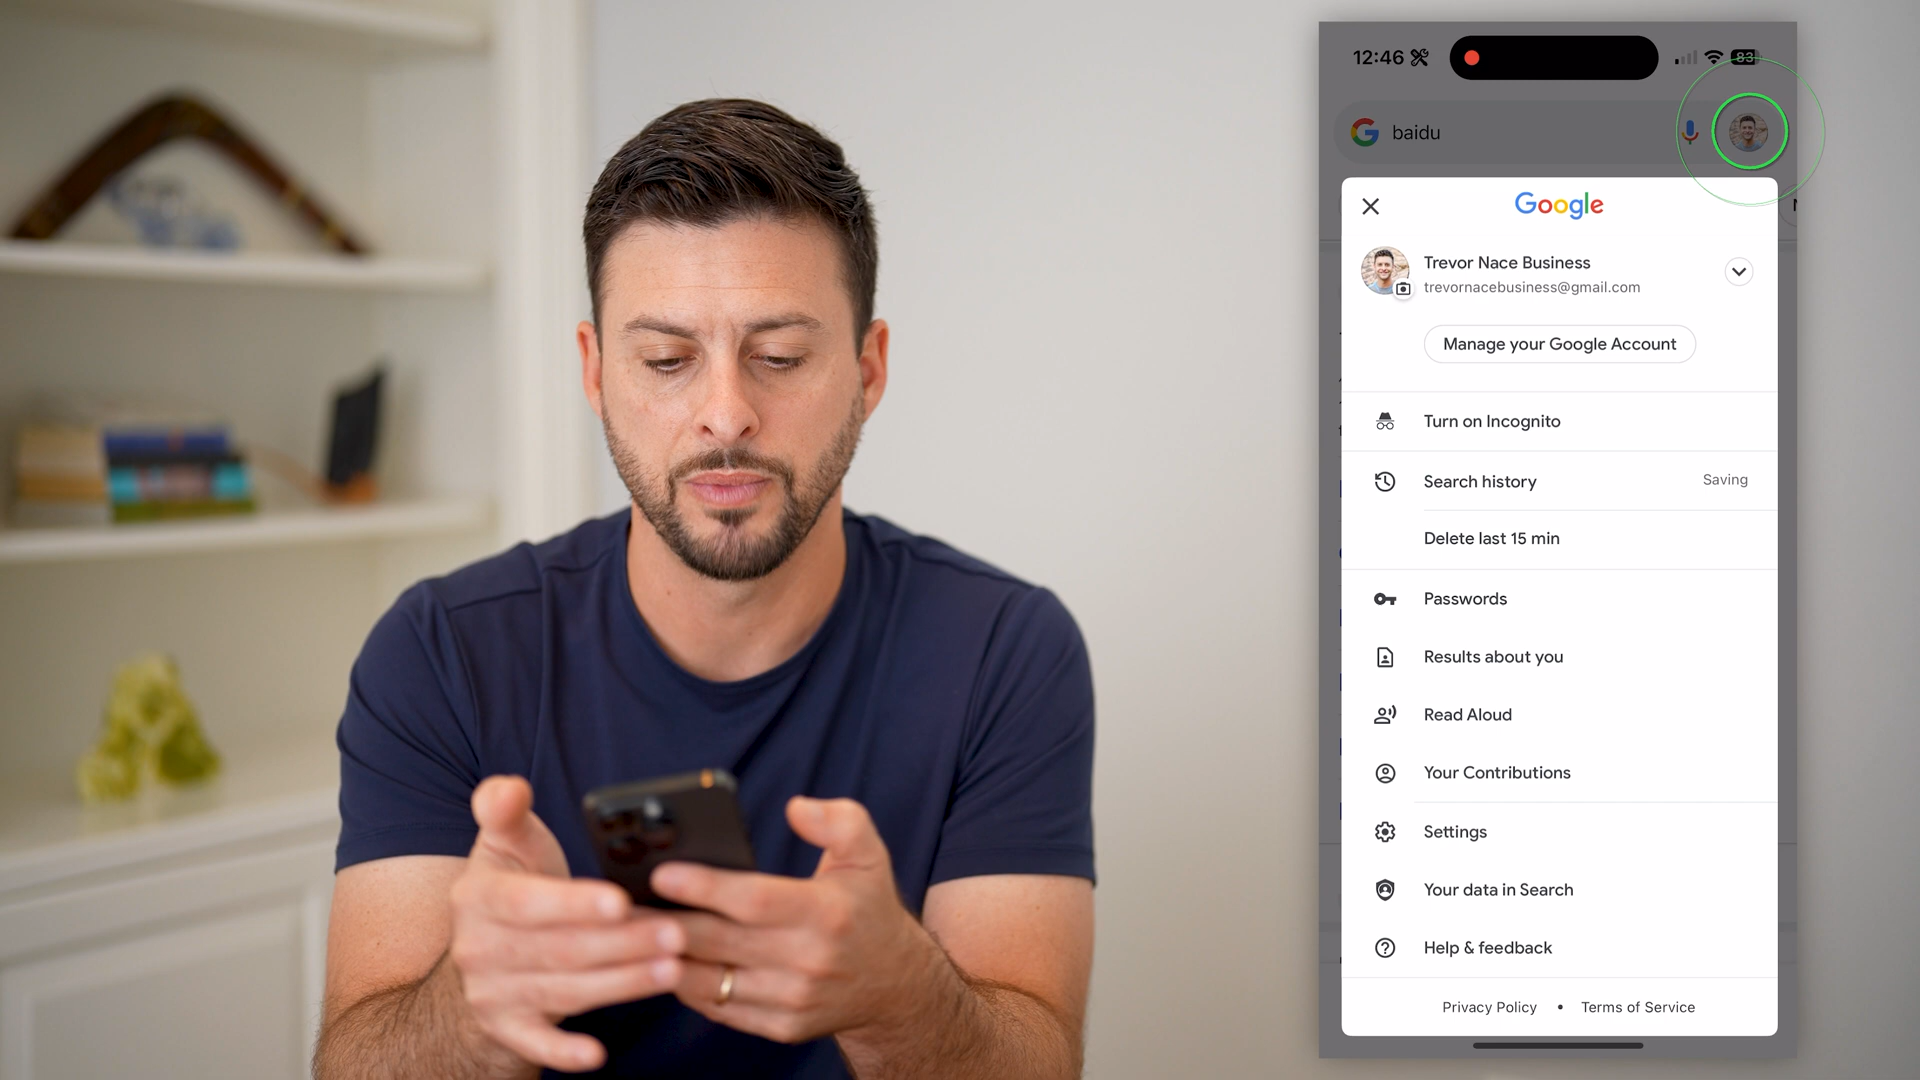 12:46
83
baidu
Google
Trevor Nace Business
trevornacebusiness@gmail.com
Manage your Google Account
Turn on Incognito
Search history Saving
Delete last 15 min
Passwords
Results about you
Read Aloud
Your Contributions
Settings
Your data in Search
Help & feedback
Privacy Policy • Terms of Service